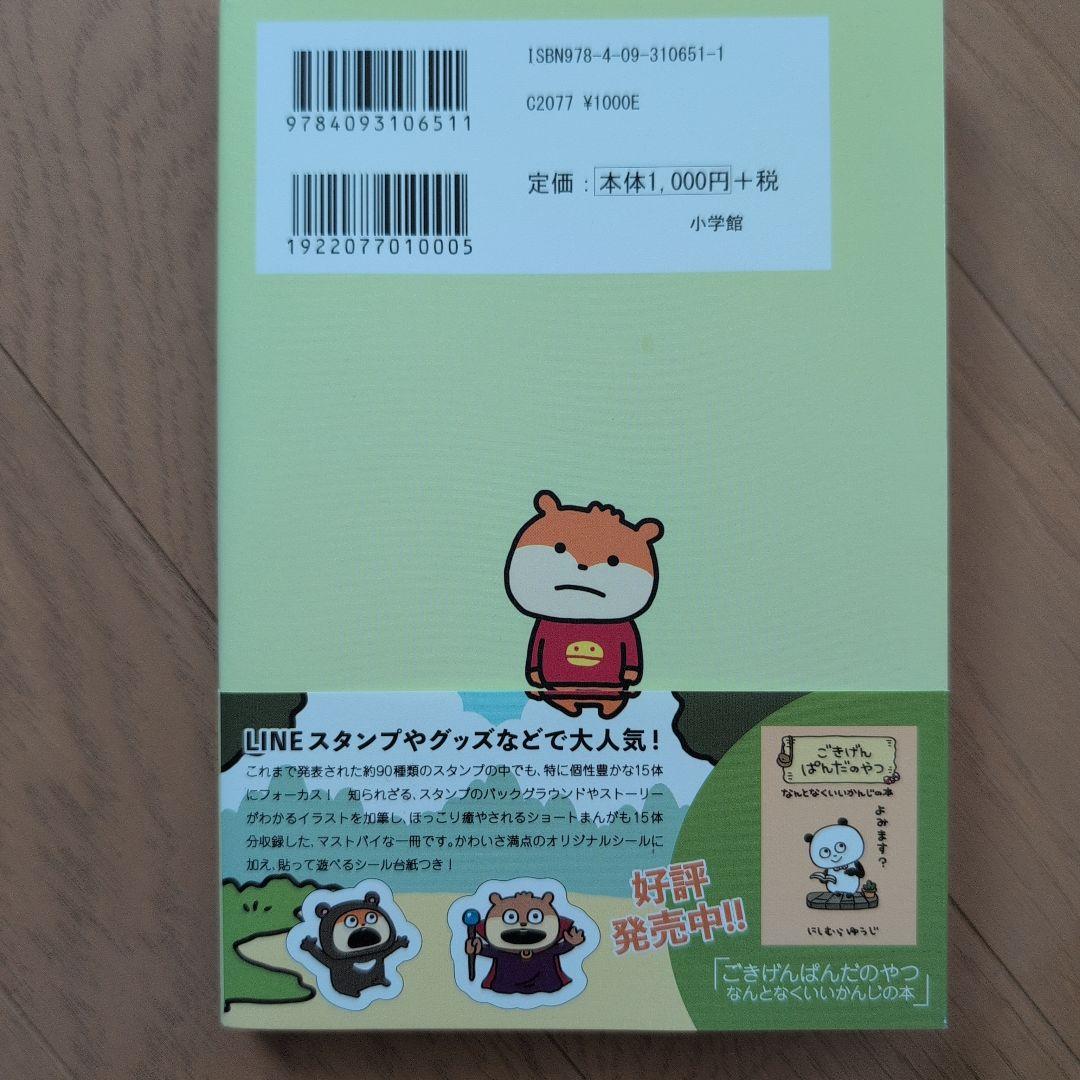 ISBN978-4-09-310651-1
9784093106511
C2077 ¥1000E
定価：本体1,000円＋税
1922077010005
小学館
LINEスタンプやグッズなどで大人気！
これまで発表された約90種類のスタンプの中でも、特に個性豊かな15体
にフォーカス！　知られざる、スタンプのバックグラウンドやストーリー
がわかるイラストを加筆し、ほっこり癒やされるショートまんがも15体
分収録した、マストバイな一冊です。かわいさ満点のオリジナルシールに
加え、貼って遊べるシール台紙つき！
好評
発売中!!
ごきげん
ぱんだのやつ
なんとなくいいかんじの本
よみます？
にしむらゆうじ
「ごきげんぱんだのやつ
なんとなくいいかんじの本」